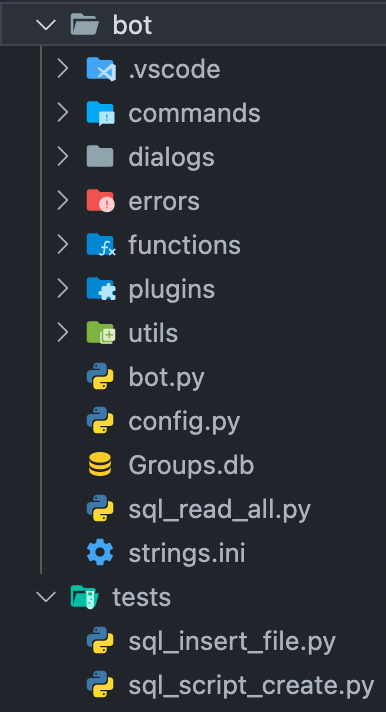 bot
.vscode
commands
dialogs
errors
functions
plugins
utils
bot.py
config.py
Groups.db
sql_read_all.py
strings.ini
tests
sql_insert_file.py
sql_script_create.py